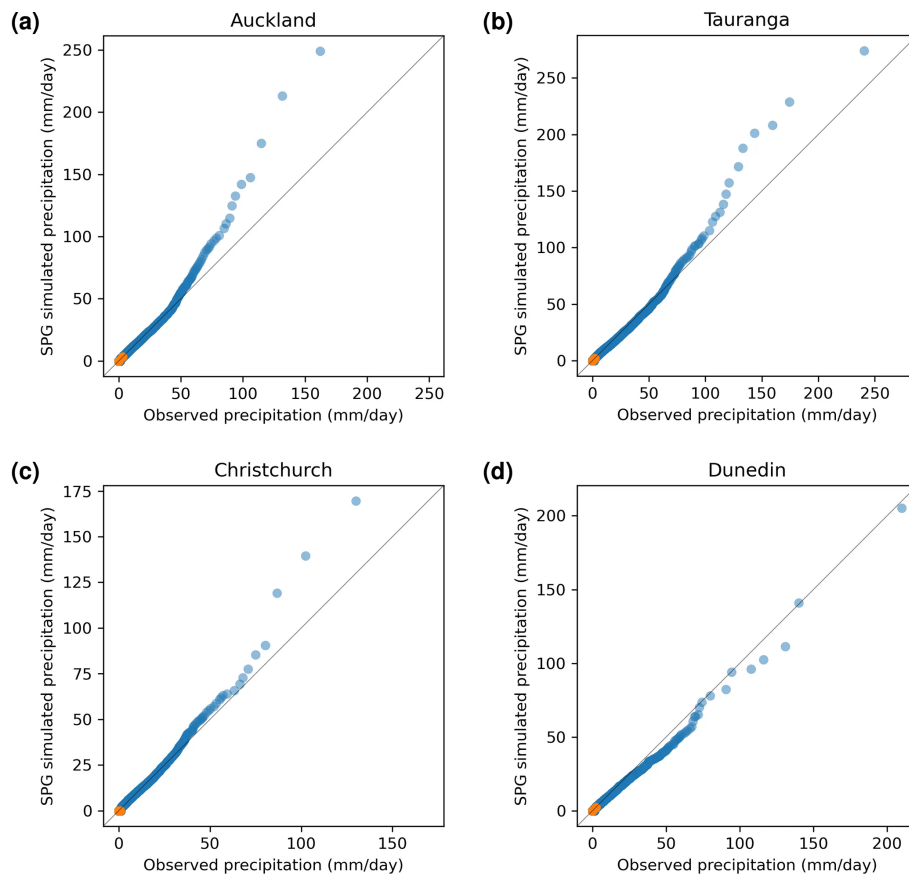 (a)
Auckland
250
200
150
100
50
0
SPG simulated precipitation (mm/day)
0 50 100 150 200 250
Observed precipitation (mm/day)
(b)
Tauranga
250
200
150
100
50
0
SPG simulated precipitation (mm/day)
0 50 100 150 200 250
Observed precipitation (mm/day)
(c)
Christchurch
175
150
125
100
75
50
25
0
SPG simulated precipitation (mm/day)
0 50 100 150
Observed precipitation (mm/day)
(d)
Dunedin
200
150
100
50
0
SPG simulated precipitation (mm/day)
0 50 100 150 200
Observed precipitation (mm/day)